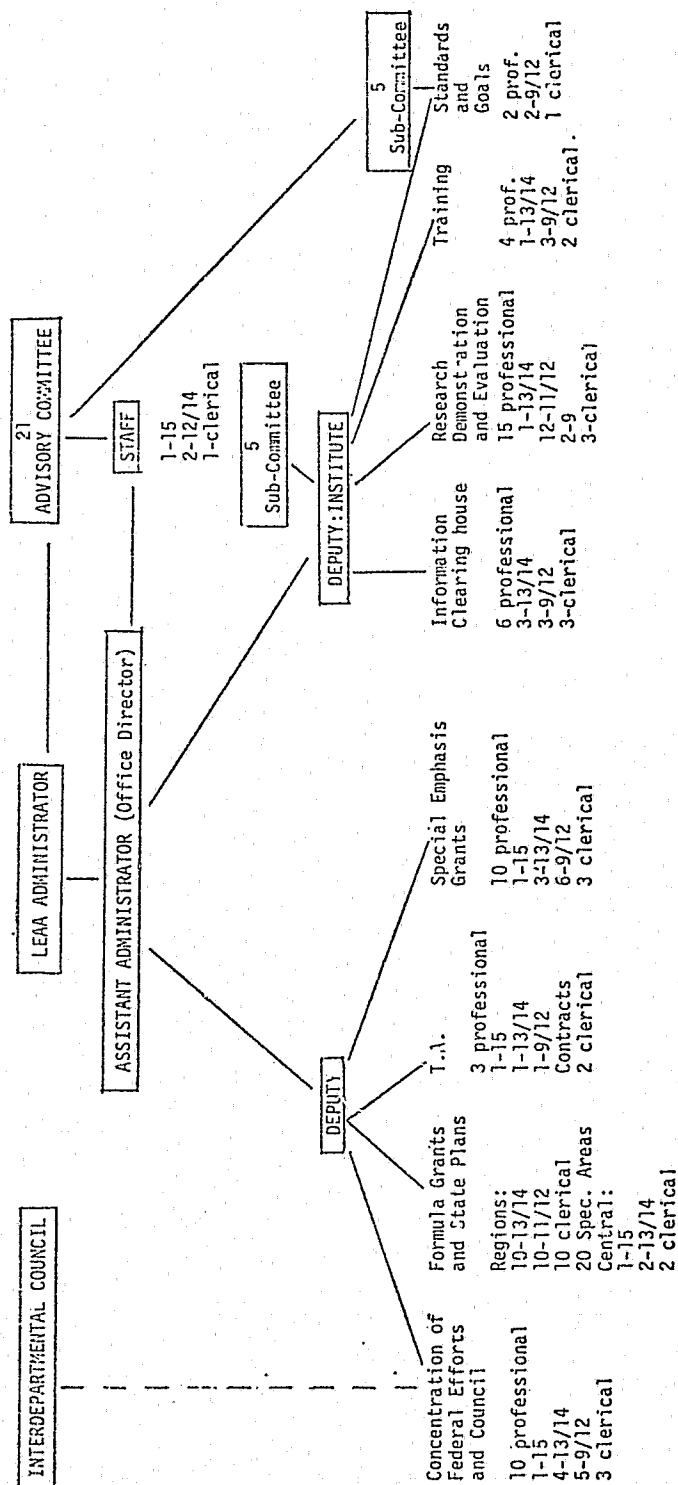 INTERDEPARTMENTAL COUNCIL
LEAA ADMINISTRATOR
21
ADVISORY COMMITTEE
ASSISTANT ADMINISTRATOR (Office Director)
STAFF
1-15
2-12/14
1-clerical
5
Sub-Committee
5
Sub-Committee
DEPUTY
DEPUTY:INSTITUTE
Concentration of
Federal Efforts
and Council
10 professional
1-15
4-13/14
5-9/12
3 clerical
Formula Grants
and State Plans
Regions:
10-13/14
10-11/12
10 clerical
20 Spec. Areas
Central:
1-15
2-13/14
2 clerical
T.A.
3 professional
1-15
1-13/14
1-9/12
Contracts
2 clerical
Special Emphasis
Grants
10 professional
1-15
3-13/14
6-9/12
3 clerical
Information
Clearing house
6 professional
3-13/14
3-9/12
3-clerical
Research
Demonstration
and Evaluation
15 professional
1-13/14
12-11/12
2-9
3-clerical
Training
4 prof.
1-13/14
3-9/12
2 clerical.
Standards
and
Goals
2 prof.
2-9/12
1 clerical